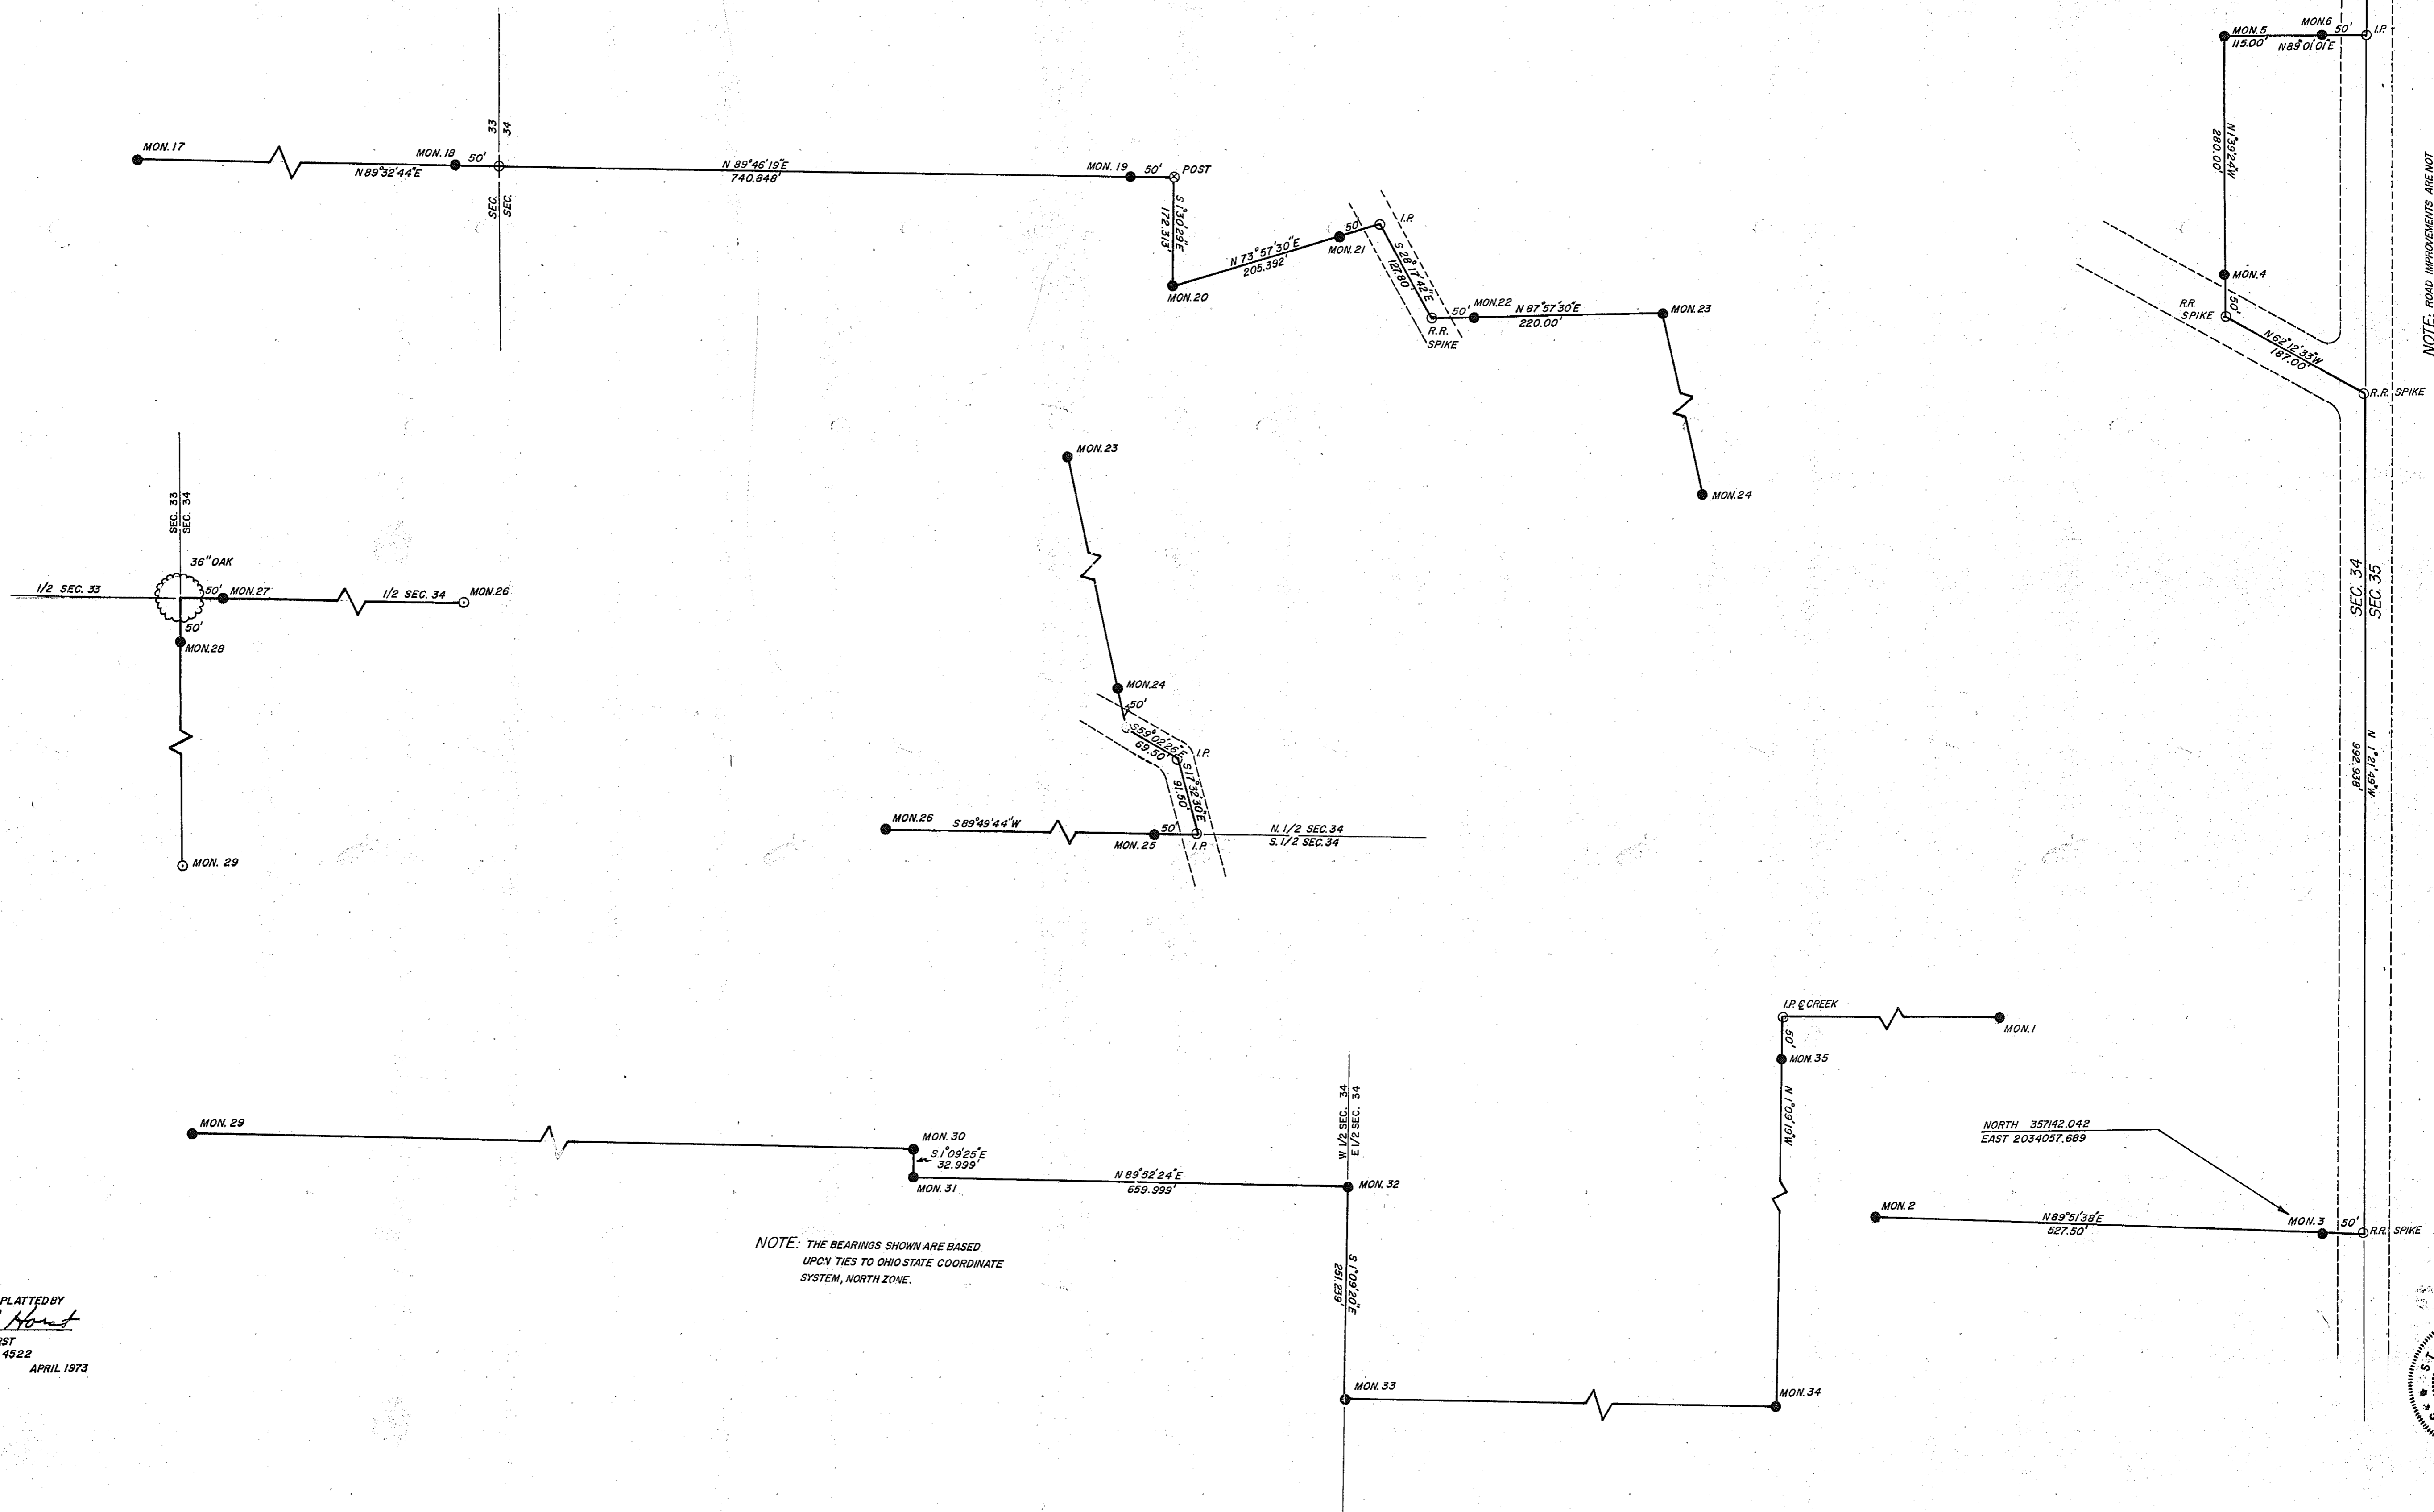 MON.5
MON.6
50'
I.P.
115.00'
N89°01'01"E
N1°39'24"W
280.00'
MON.4
50'
R.R.
SPIKE
N62°12'33"W
187.00'
R.R. SPIKE
NOTE: ROAD IMPROVEMENTS ARE NOT
MON.17
MON.18
50'
N89°32'44"E
33
34
SEC.
SEC.
N 89°46'19"E
740.848'
MON. 19
50'
POST
S 1°30'29"E
172.313'
MON.20
N 73°57'30"E
205.392'
50'
MON.21
I.P.
S 28°17'42"E
127.80'
R.R.
SPIKE
50'
MON.22
N 87°57'30"E
220.00'
MON.23
MON.24
SEC. 33
SEC. 34
36" OAK
1/2 SEC. 33
50'
MON.27
1/2 SEC. 34
MON.26
50'
MON.28
MON. 29
MON.23
MON.24
50'
S59°02'26"E
69.50'
I.P.
S17°32'30"E
91.50'
MON.26
S89°49'44"W
50'
MON.25
I.P.
N. 1/2 SEC.34
S. 1/2 SEC.34
SEC. 34
SEC. 35
N 1°21'49"W
992.938'
I.P. ℄ CREEK
MON.1
50'
MON.35
N 1°09'19"W
NORTH 357142.042
EAST 2034057.689
MON.2
N89°51'38"E
527.50'
MON.3
50'
R.R. SPIKE
MON. 29
MON. 30
S.1°09'25"E
32.999'
MON. 31
N 89°52'24"E
659.999'
W. 1/2 SEC. 34
E. 1/2 SEC. 34
MON. 32
S 1°09'20"E
251.239'
MON. 33
MON. 34
NOTE: THE BEARINGS SHOWN ARE BASED
UPON TIES TO OHIO STATE COORDINATE
SYSTEM, NORTH ZONE.
PLATTED BY
Horst
RST
4522
APRIL 1973